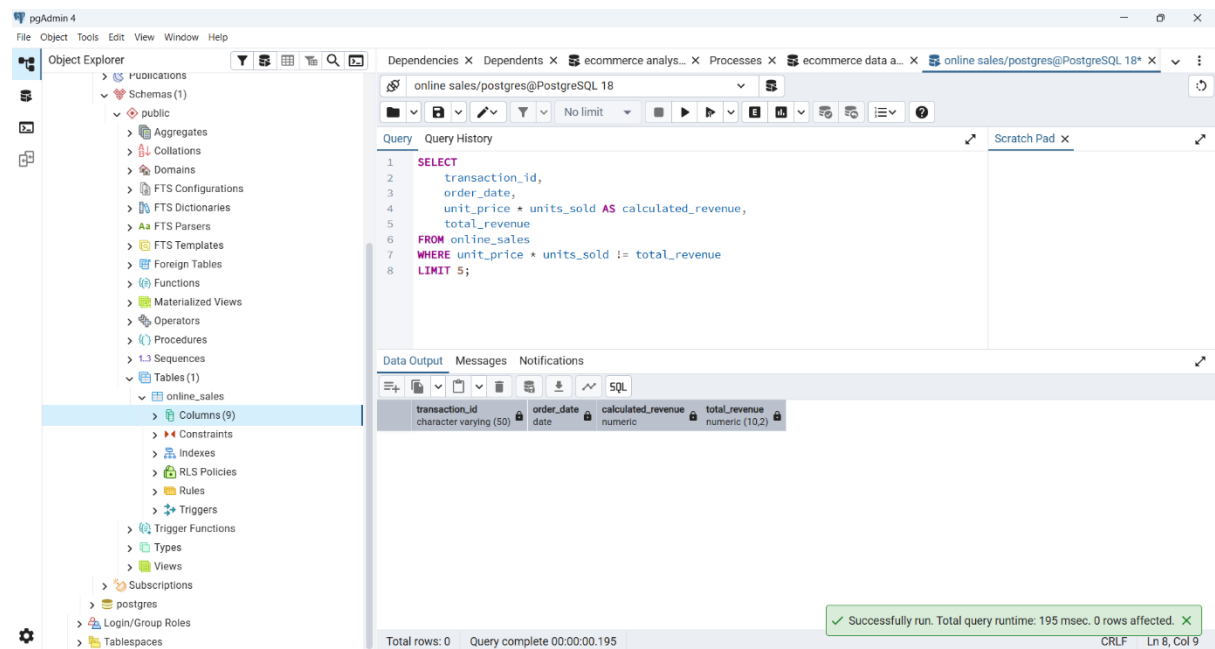 pgAdmin 4
File Object Tools Edit View Window Help
Object Explorer
Publications
Schemas (1)
public
Aggregates
Collations
Domains
FTS Configurations
FTS Dictionaries
Aa FTS Parsers
FTS Templates
Foreign Tables
Functions
Materialized Views
Operators
Procedures
1..3 Sequences
Tables (1)
online_sales
Columns (9)
Constraints
Indexes
RLS Policies
Rules
Triggers
Trigger Functions
Types
Views
Subscriptions
postgres
Login/Group Roles
Tablespaces
Dependencies X Dependents X ecommerce analys... X Processes X ecommerce data a... X online sales/postgres@PostgreSQL 18* X
online sales/postgres@PostgreSQL 18
No limit E
Query Query History
Scratch Pad X
1 SELECT
2 transaction_id,
3 order_date,
4 unit_price * units_sold AS calculated_revenue,
5 total_revenue
6 FROM online_sales
7 WHERE unit_price * units_sold != total_revenue
8 LIMIT 5;
Data Output Messages Notifications
SQL
transaction_id order_date calculated_revenue total_revenue
character varying (50) date numeric numeric (10,2)
Successfully run. Total query runtime: 195 msec. 0 rows affected. X
Total rows: 0 Query complete 00:00:00.195 CRLF Ln 8, Col 9